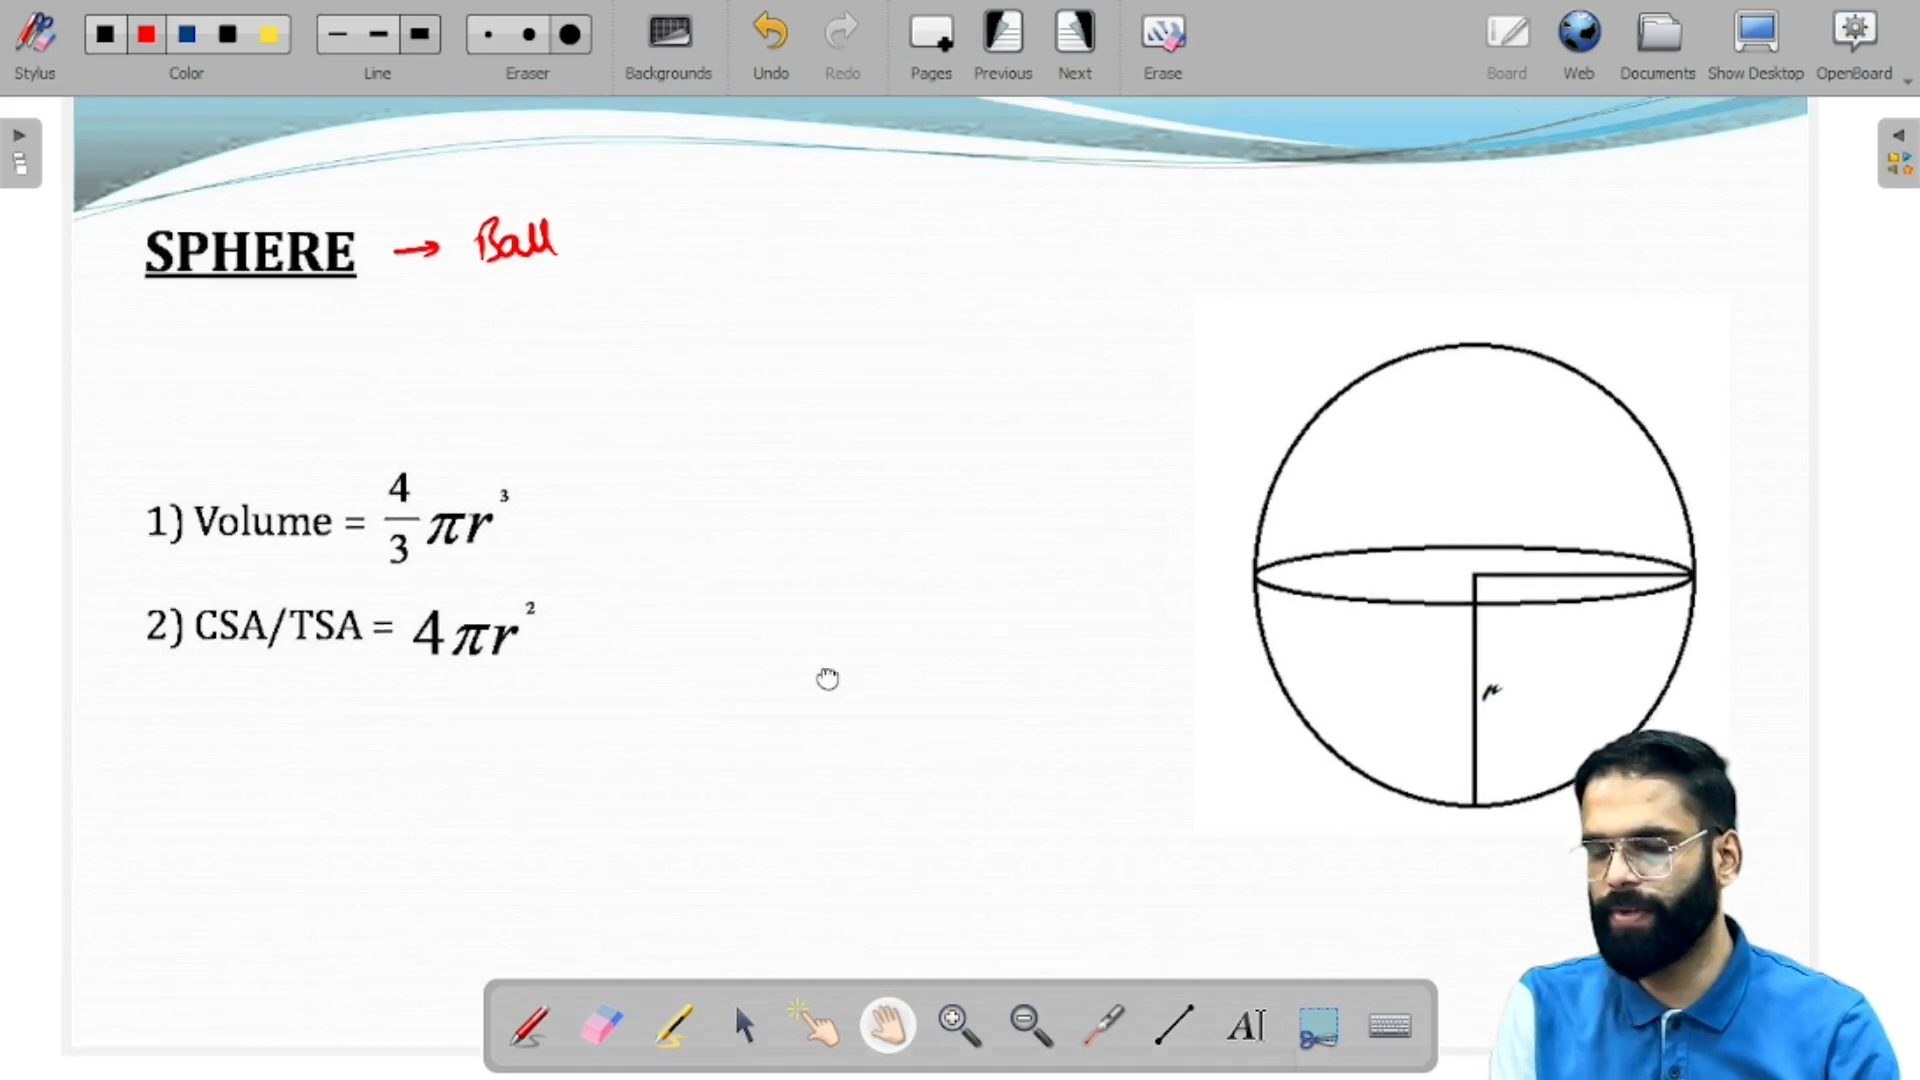 Stylus
Color
Line
Eraser
Backgrounds
Undo
Redo
Pages
Previous
Next
Erase
Board
Web
Documents
Show Desktop
OpenBoard
SPHERE → Ball
1) Volume = 4/3 πr³
2) CSA/TSA = 4πr²
r